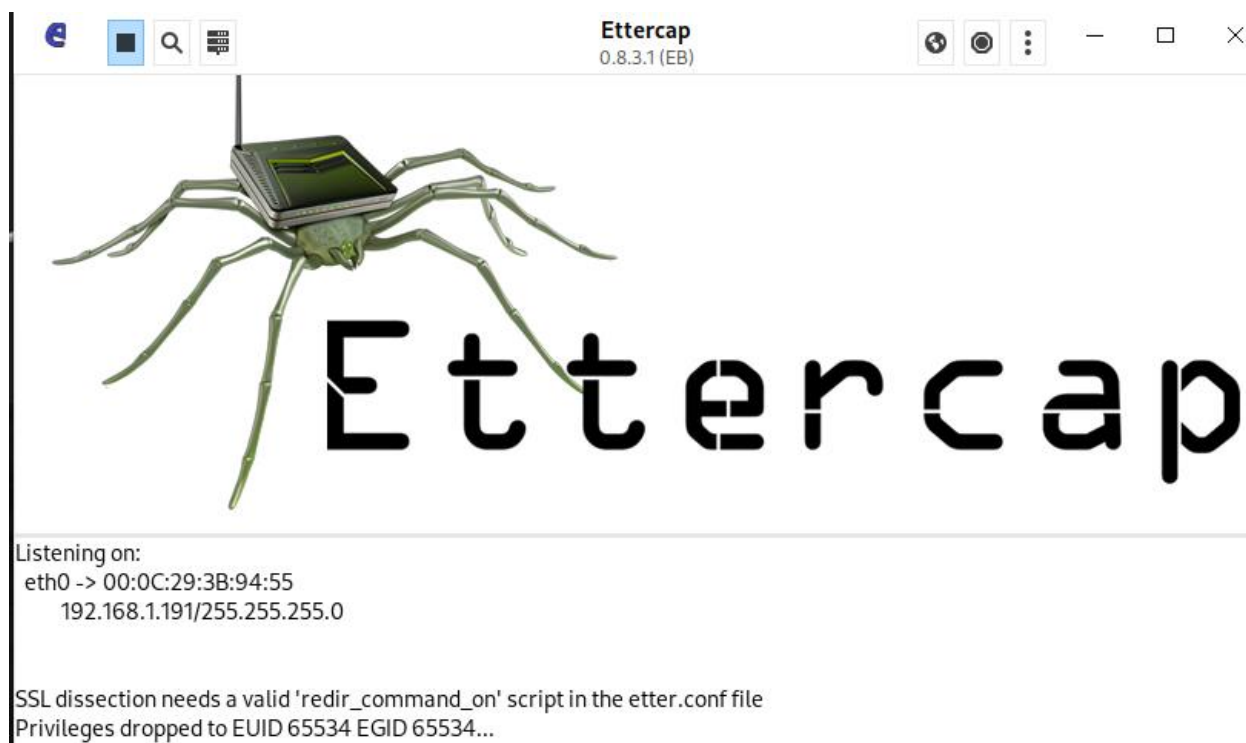 Ettercap
0.8.3.1 (EB)
Ettercap
Listening on:
eth0 -> 00:0C:29:3B:94:55
192.168.1.191/255.255.255.0
SSL dissection needs a valid 'redir_command_on' script in the etter.conf file
Privileges dropped to EUID 65534 EGID 65534...